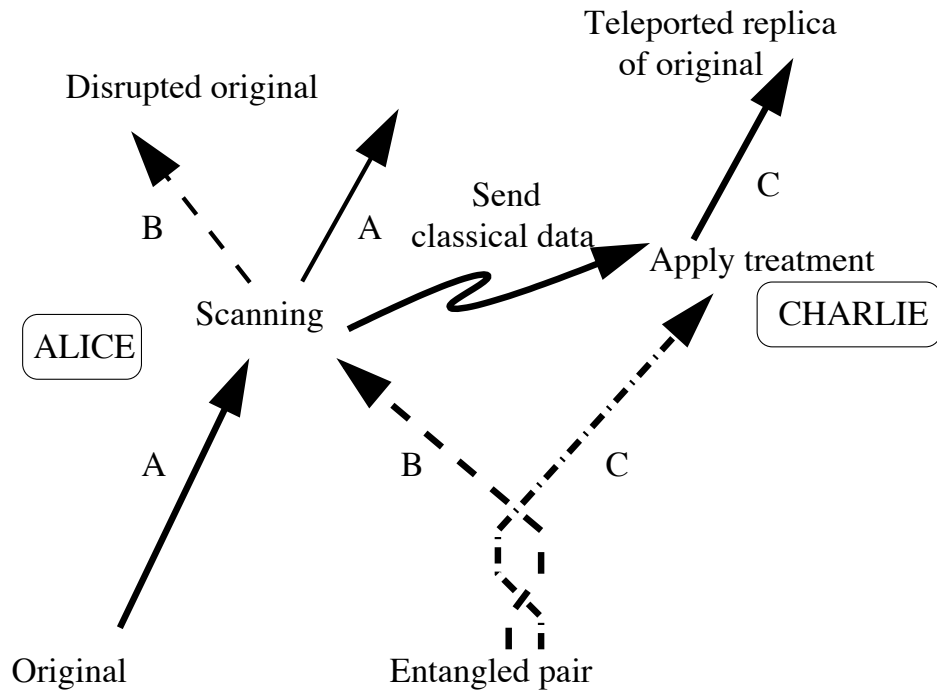 Teleported replica
of original
Disrupted original
C
Send
classical data
B
A
Apply treatment
Scanning
CHARLIE
ALICE
A
B
C
Original
Entangled pair